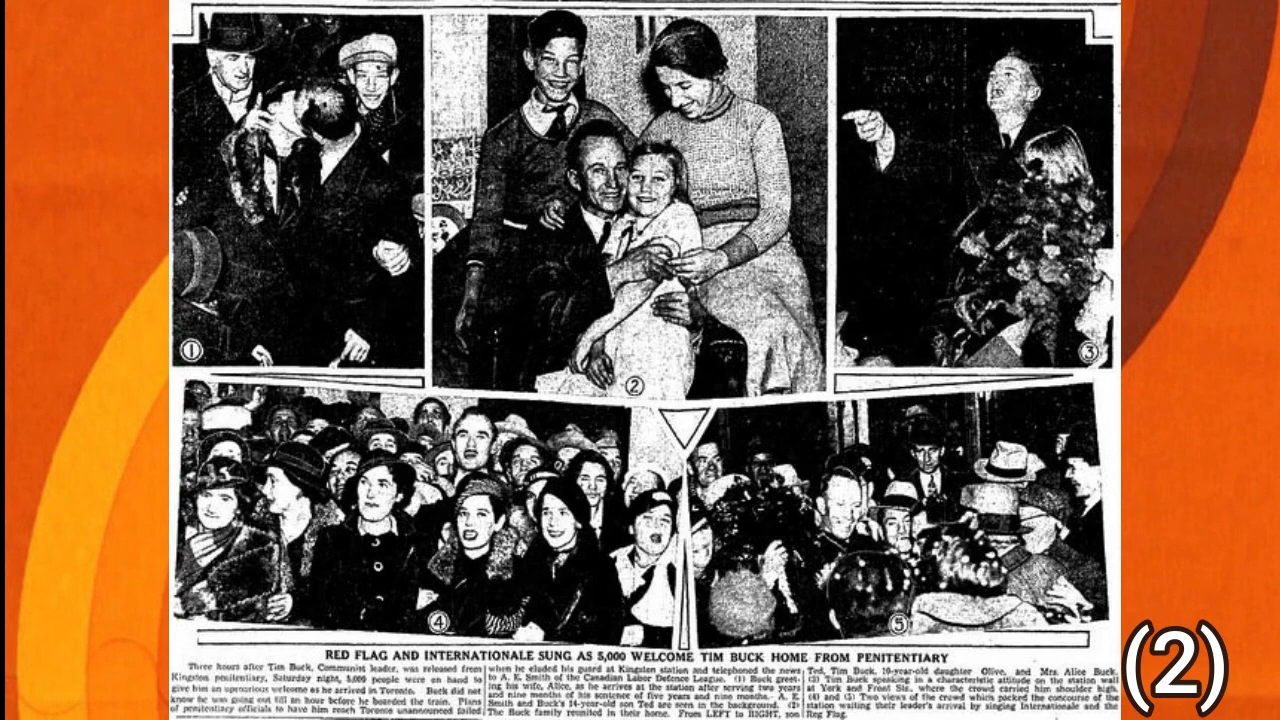 ①
②
③
④
⑤
RED FLAG AND INTERNATIONALE SUNG AS 5,000 WELCOME TIM BUCK HOME FROM PENITENTIARY
Three hours after Tim Buck, Communist leader, was released from
Kingston penitentiary, Saturday night, 5,000 people were on hand to
give him an uproarious welcome as he arrived in Toronto. Buck did not
know he was going out till an hour before he boarded the train. Plans
of penitentiary officials to have him reach Toronto unannounced failed
when he eluded his guard at Kingston station and telephoned the news
to A. E. Smith of the Canadian Labor Defence League. (1) Buck greet-
ing his wife, Alice, as he arrives at the station after serving two years
and nine months of his sentence of five years and nine months. A. E.
Smith and Buck's 14-year-old son Ted are seen in the background. (2)
The Buck family reunited in their home. From LEFT to RIGHT, son
Ted, Tim Buck, 10-year-old daughter Olive, and Mrs. Alice Buck.
(3) Tim Buck speaking in a characteristic attitude on the station wall
at York and Front Sts., where the crowd carried him shoulder high.
(4) and (5) Two views of the crowd which packed the concourse of the
station waiting their leader's arrival by singing Internationale and the
Reg Flag.
(2)